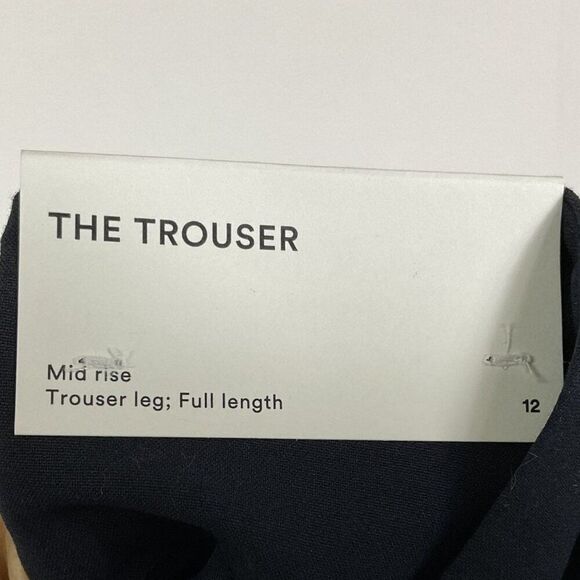 THE TROUSER
Mid rise
Trouser leg; Full length
12